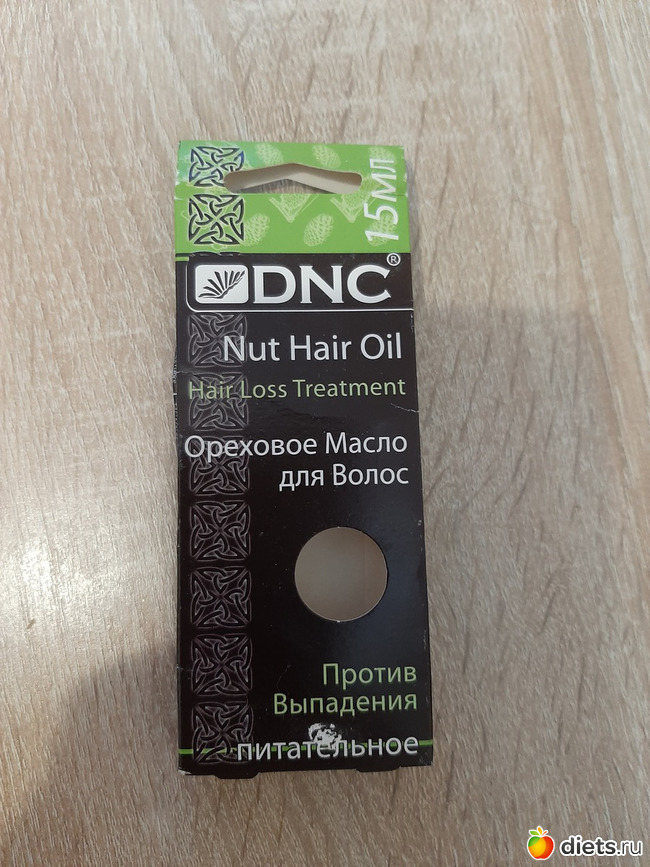 15мл
DNC®
Nut Hair Oil
Hair Loss Treatment
Ореховое Масло
для Волос
Против
Выпадения
питательное
diets.ru